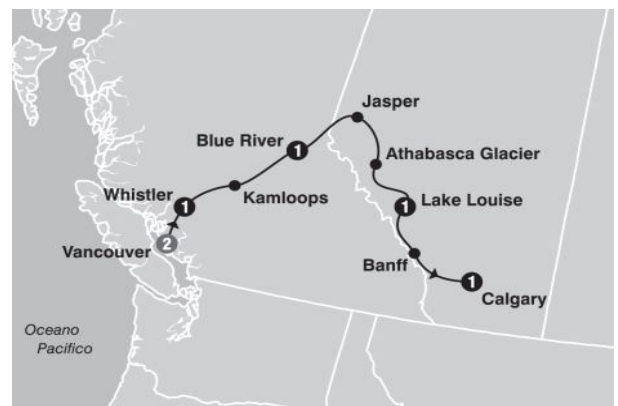 Jasper
Blue River
1
Athabasca Glacier
Whistler
1
Kamloops
1
Lake Louise
Vancouver
2
Banff
1
Calgary
Oceano
Pacifico